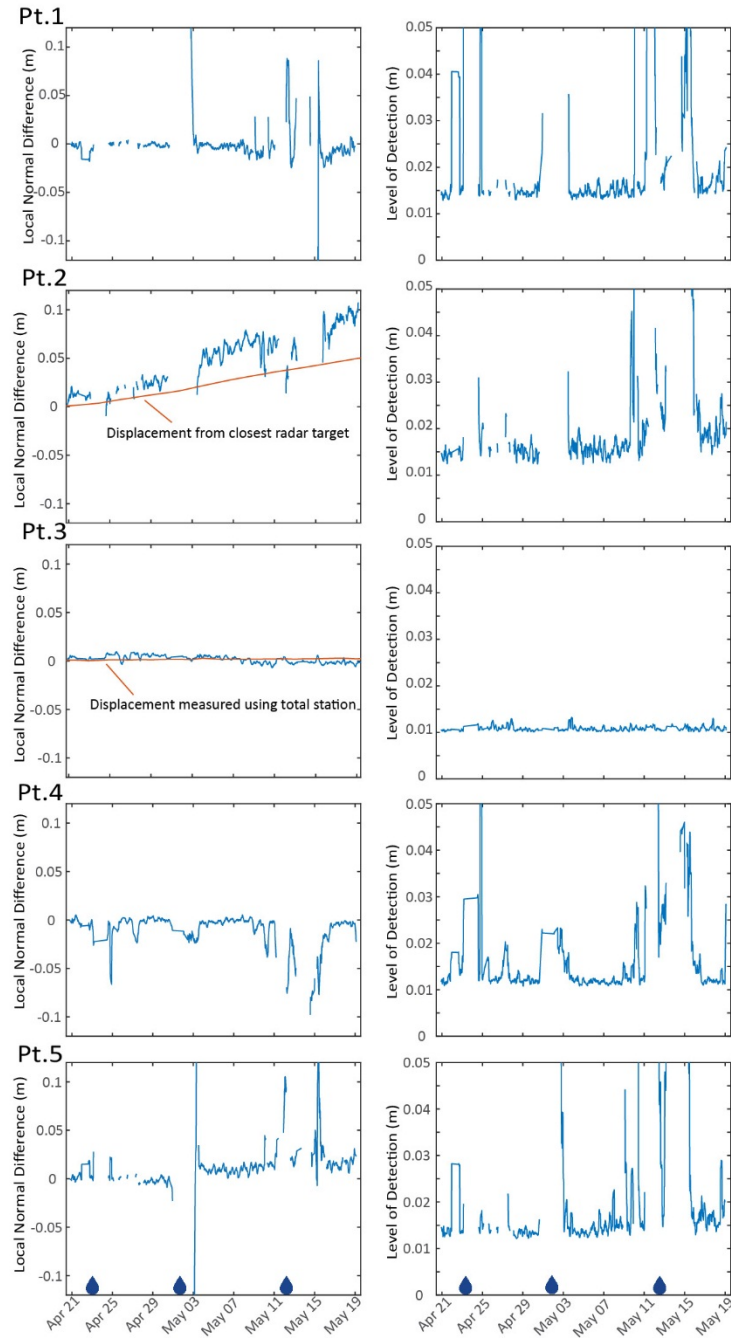 Pt.1
Local Normal Difference (m)
0.1
0.05
0
-0.05
-0.1
Level of Detection (m)
0.05
0.04
0.03
0.02
0.01
0
Pt.2
Local Normal Difference (m)
0.1
0.05
0
-0.05
-0.1
Displacement from closest radar target
Level of Detection (m)
0.05
0.04
0.03
0.02
0.01
0
Pt.3
Local Normal Difference (m)
0.1
0.05
0
-0.05
-0.1
Displacement measured using total station
Level of Detection (m)
0.05
0.04
0.03
0.02
0.01
0
Pt.4
Local Normal Difference (m)
0.1
0.05
0
-0.05
-0.1
Level of Detection (m)
0.05
0.04
0.03
0.02
0.01
0
Pt.5
Local Normal Difference (m)
0.1
0.05
0
-0.05
-0.1
Apr 21
Apr 25
Apr 29
May 03
May 07
May 11
May 15
May 19
Level of Detection (m)
0.05
0.04
0.03
0.02
0.01
0
Apr 21
Apr 25
Apr 29
May 03
May 07
May 11
May 15
May 19